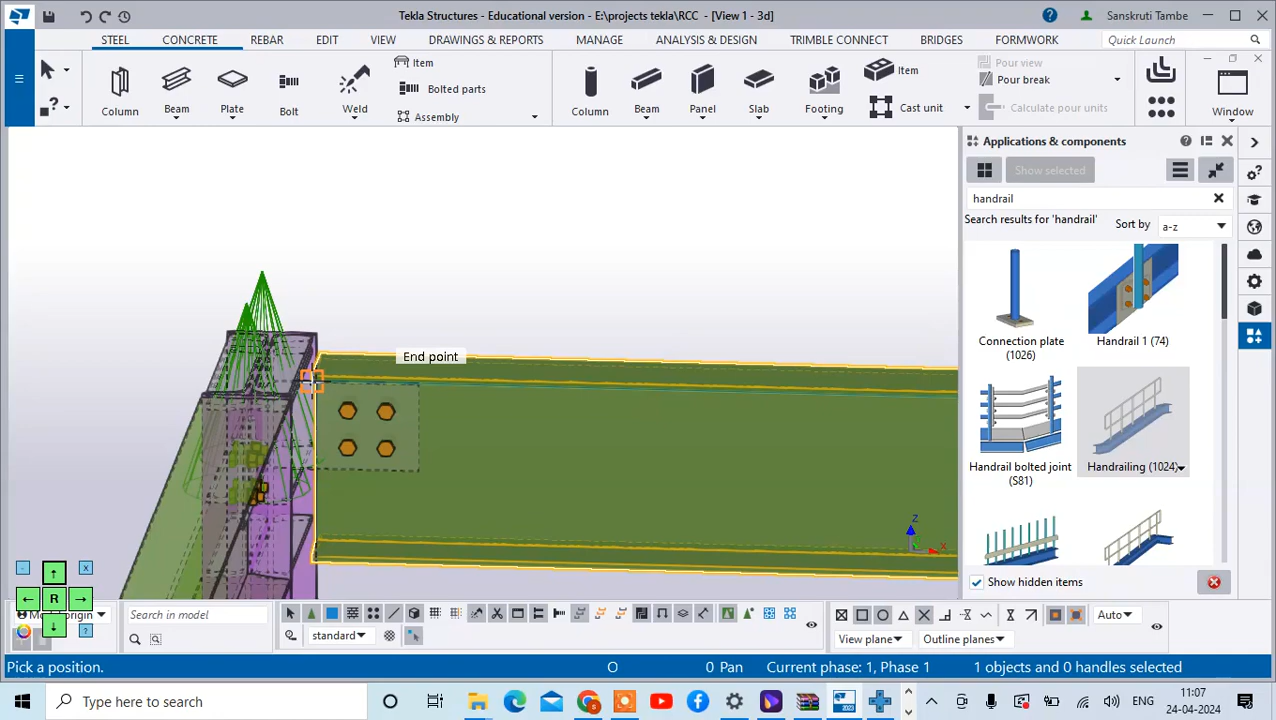 Tekla Structures - Educational version - E:\projects tekla\RCC - [View 1 - 3d]
Sanskruti Tambe
STEEL CONCRETE REBAR EDIT VIEW DRAWINGS & REPORTS MANAGE ANALYSIS & DESIGN TRIMBLE CONNECT BRIDGES FORMWORK Quick Launch
Column Beam Plate Bolt Weld
Item
Bolted parts
Assembly
Column Beam Panel Slab Footing
Item
Cast unit
Pour view
Pour break
Calculate pour units
Window
Applications & components
Show selected
handrail
Search results for 'handrail' Sort by a-z
Connection plate (1026)
Handrail 1 (74)
Handrail bolted joint (S81)
Handrailing (1024)
Show hidden items
End point
Z
x
R
Search in model
standard
View plane
Outline planes
Auto
Pick a position. O 0 Pan Current phase: 1, Phase 1 1 objects and 0 handles selected
Type here to search
ENG
11:07
24-04-2024